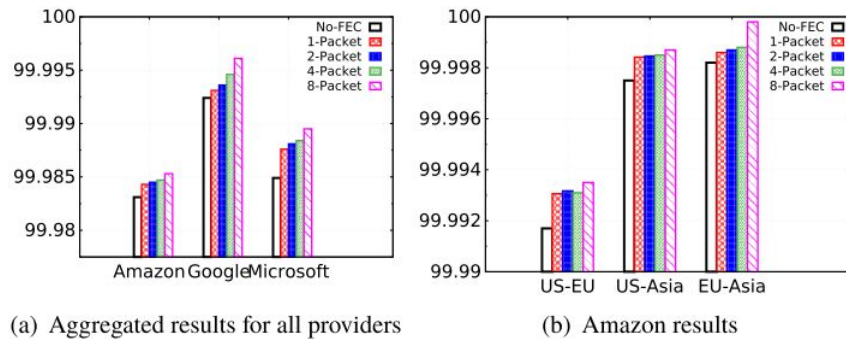 100
99.995
99.99
99.985
99.98
No-FEC
1-Packet
2-Packet
4-Packet
8-Packet
Amazon Google Microsoft
(a) Aggregated results for all providers
100
99.998
99.996
99.994
99.992
99.99
No-FEC
1-Packet
2-Packet
4-Packet
8-Packet
US-EU US-Asia EU-Asia
(b) Amazon results